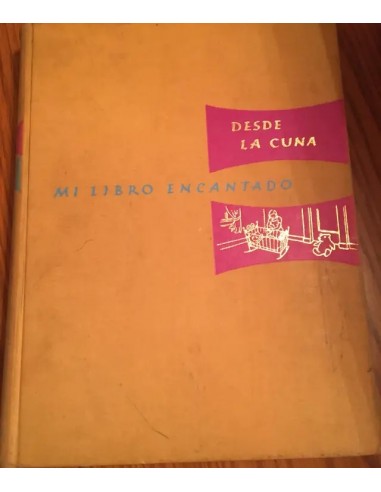 DESDE
LA CUNA
MI LIBRO ENCANTADO